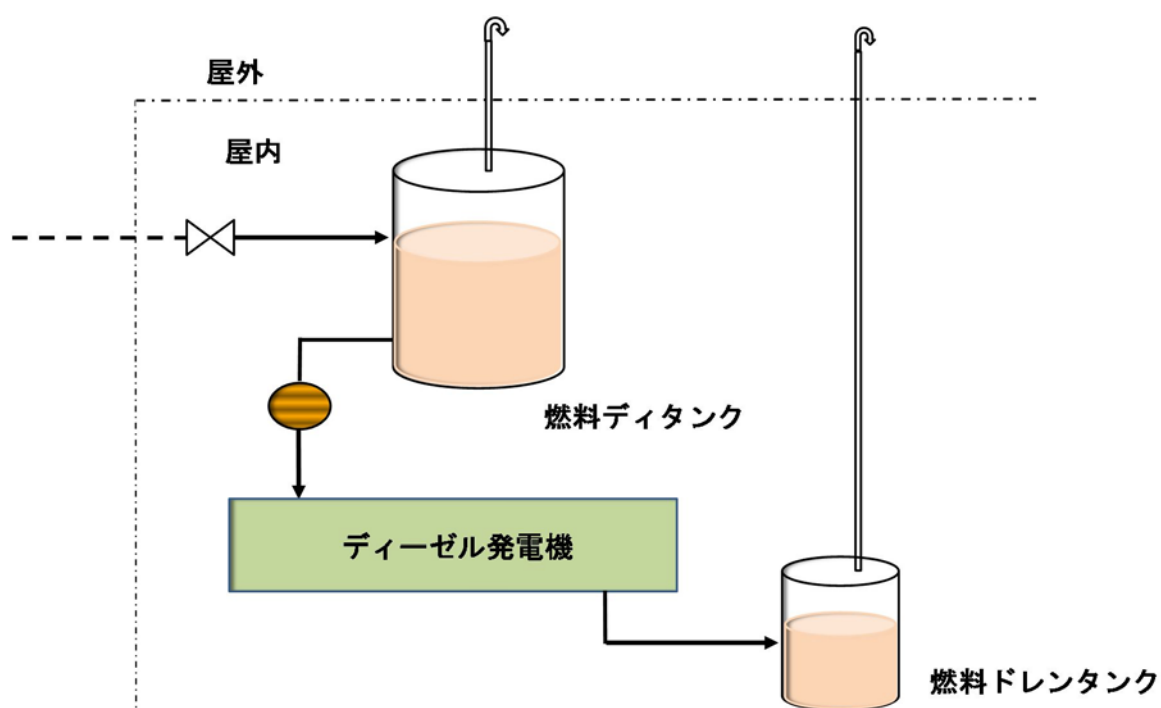 屋外
屋内
燃料ディタンク
ディーゼル発電機
燃料ドレンタンク